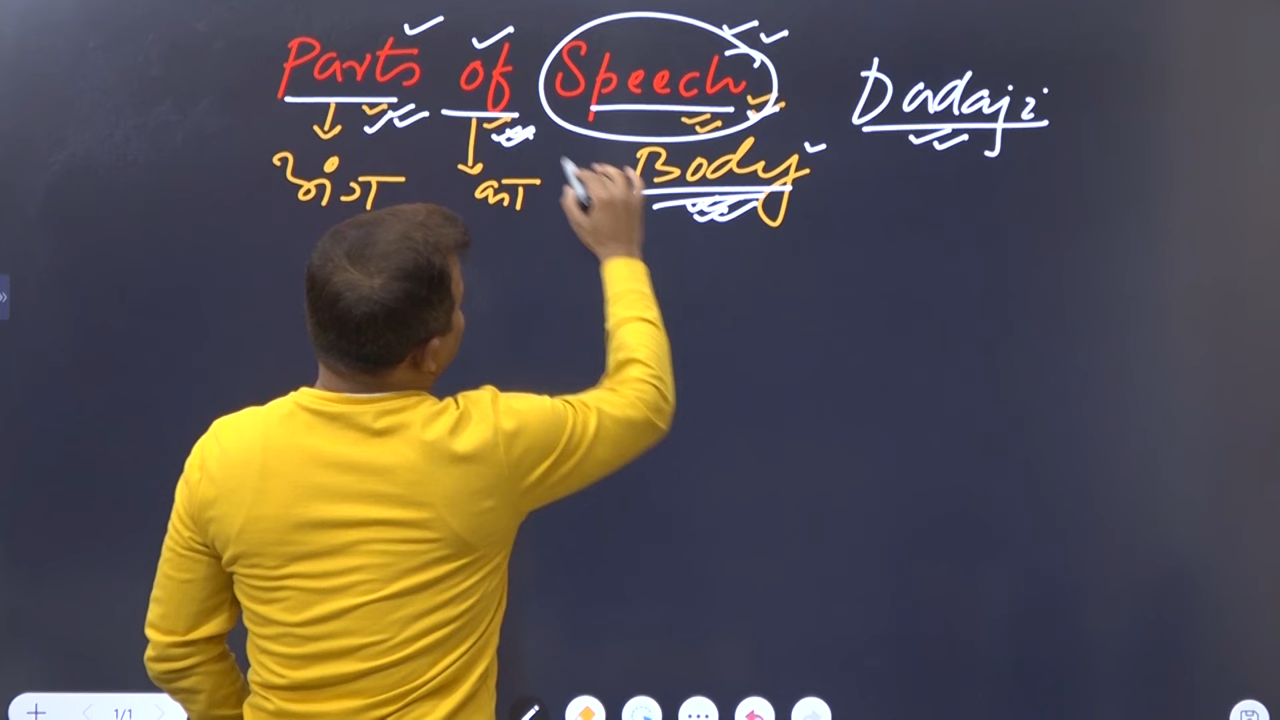 Parts of Speech
Dadaji
अंग का Body
1/1